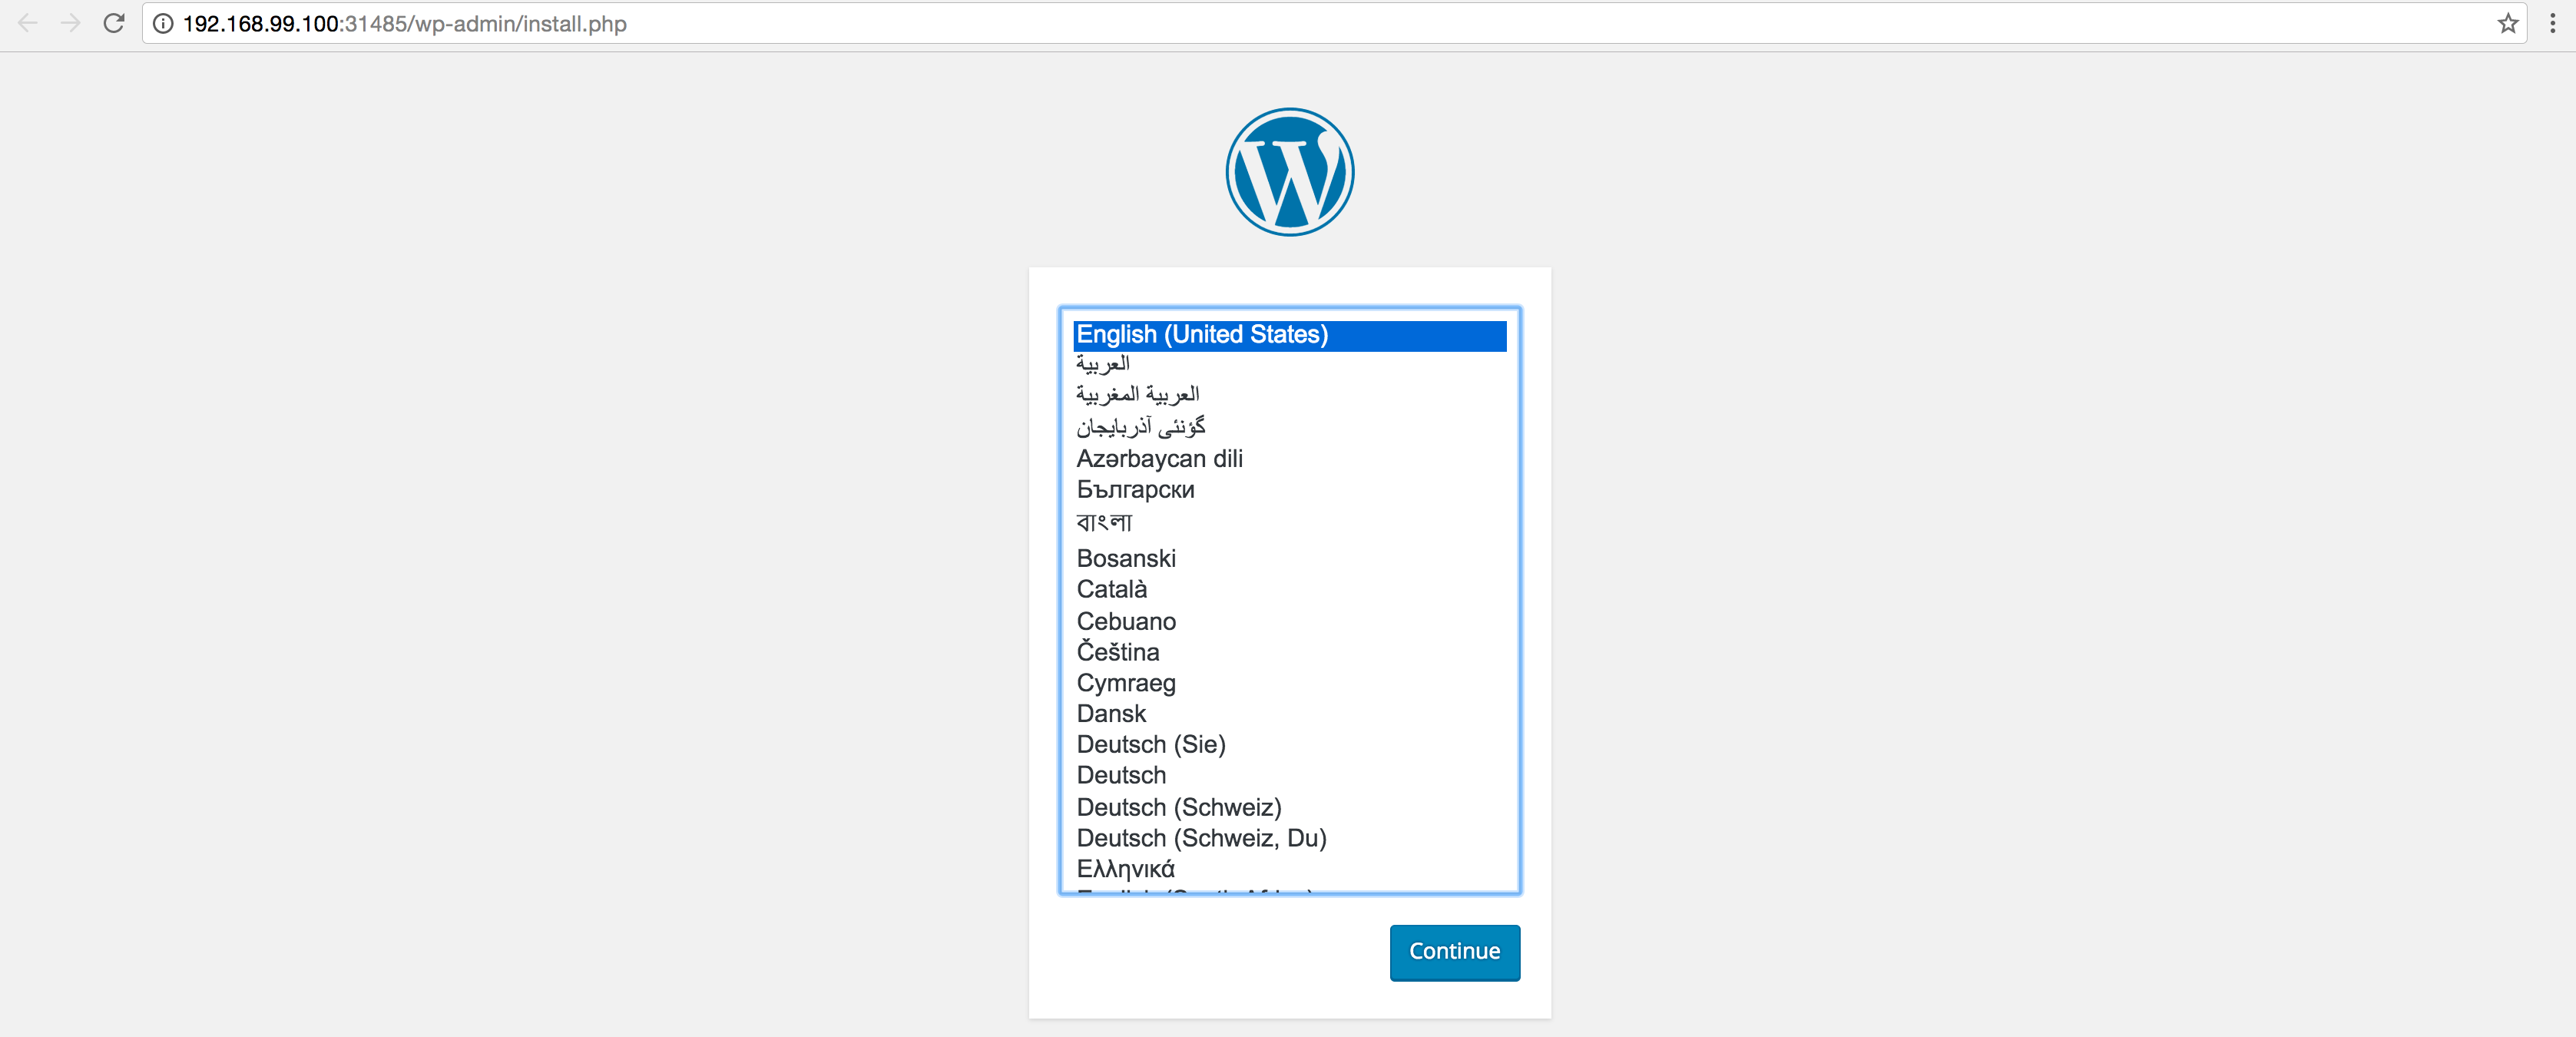 192.168.99.100:31485/wp-admin/install.php
English (United States)
العربية
العربية المغربية
گؤنئی آذربایجان
Azərbaycan dili
Български
বাংলা
Bosanski
Català
Cebuano
Čeština
Cymraeg
Dansk
Deutsch (Sie)
Deutsch
Deutsch (Schweiz)
Deutsch (Schweiz, Du)
Ελληνικά
Continue